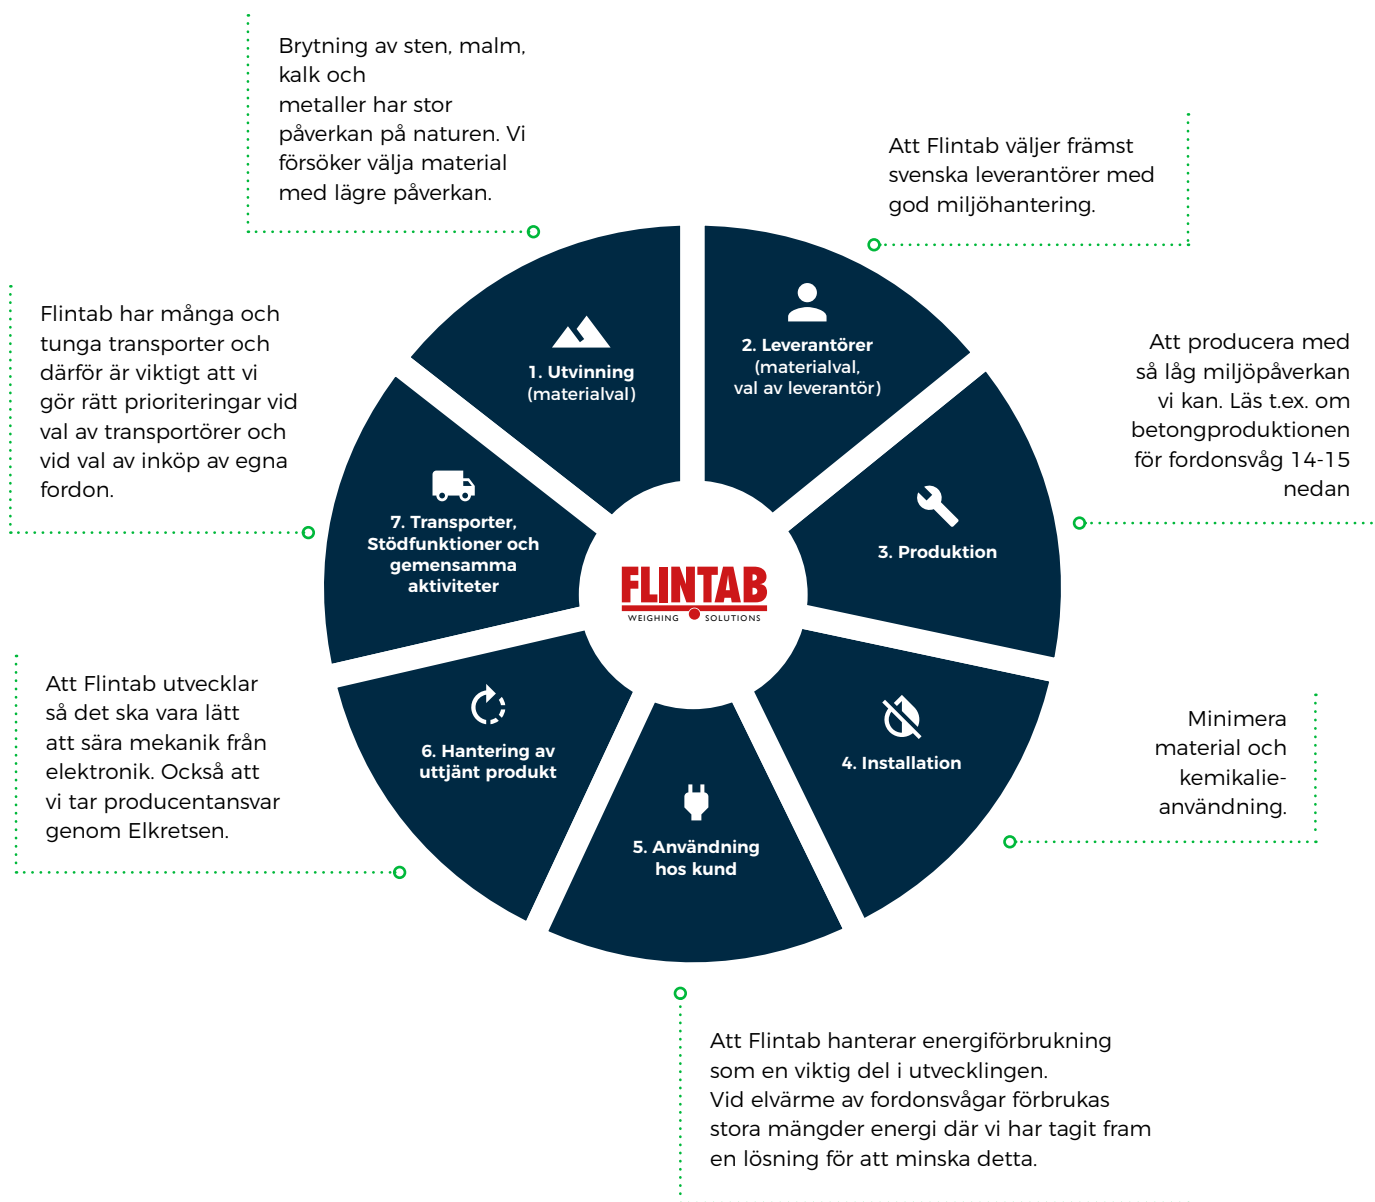 Brytning av sten, malm,
kalk och
metaller har stor
påverkan på naturen. Vi
försöker välja material
med lägre påverkan.
Att Flintab väljer främst
svenska leverantörer med
god miljöhantering.
Flintab har många och
tunga transporter och
därför är viktigt att vi
gör rätt prioriteringar vid
val av transportörer och
vid val av inköp av egna
fordon.
Att producera med
så låg miljöpåverkan
vi kan. Läs t.ex. om
betongproduktionen
för fordonsvåg 14-15
nedan
1. Utvinning
(materialval)
2. Leverantörer
(materialval,
val av leverantör)
3. Produktion
7. Transporter,
Stödfunktioner och
gemensamma
aktiviteter
FLINTAB
WEIGHING SOLUTIONS
4. Installation
6. Hantering av
uttjänt produkt
5. Användning
hos kund
Att Flintab utvecklar
så det ska vara lätt
att sära mekanik från
elektronik. Också att
vi tar producentansvar
genom Elkretsen.
Minimera
material och
kemikalie-
användning.
Att Flintab hanterar energiförbrukning
som en viktig del i utvecklingen.
Vid elvärme av fordonsvågar förbrukas
stora mängder energi där vi har tagit fram
en lösning för att minska detta.